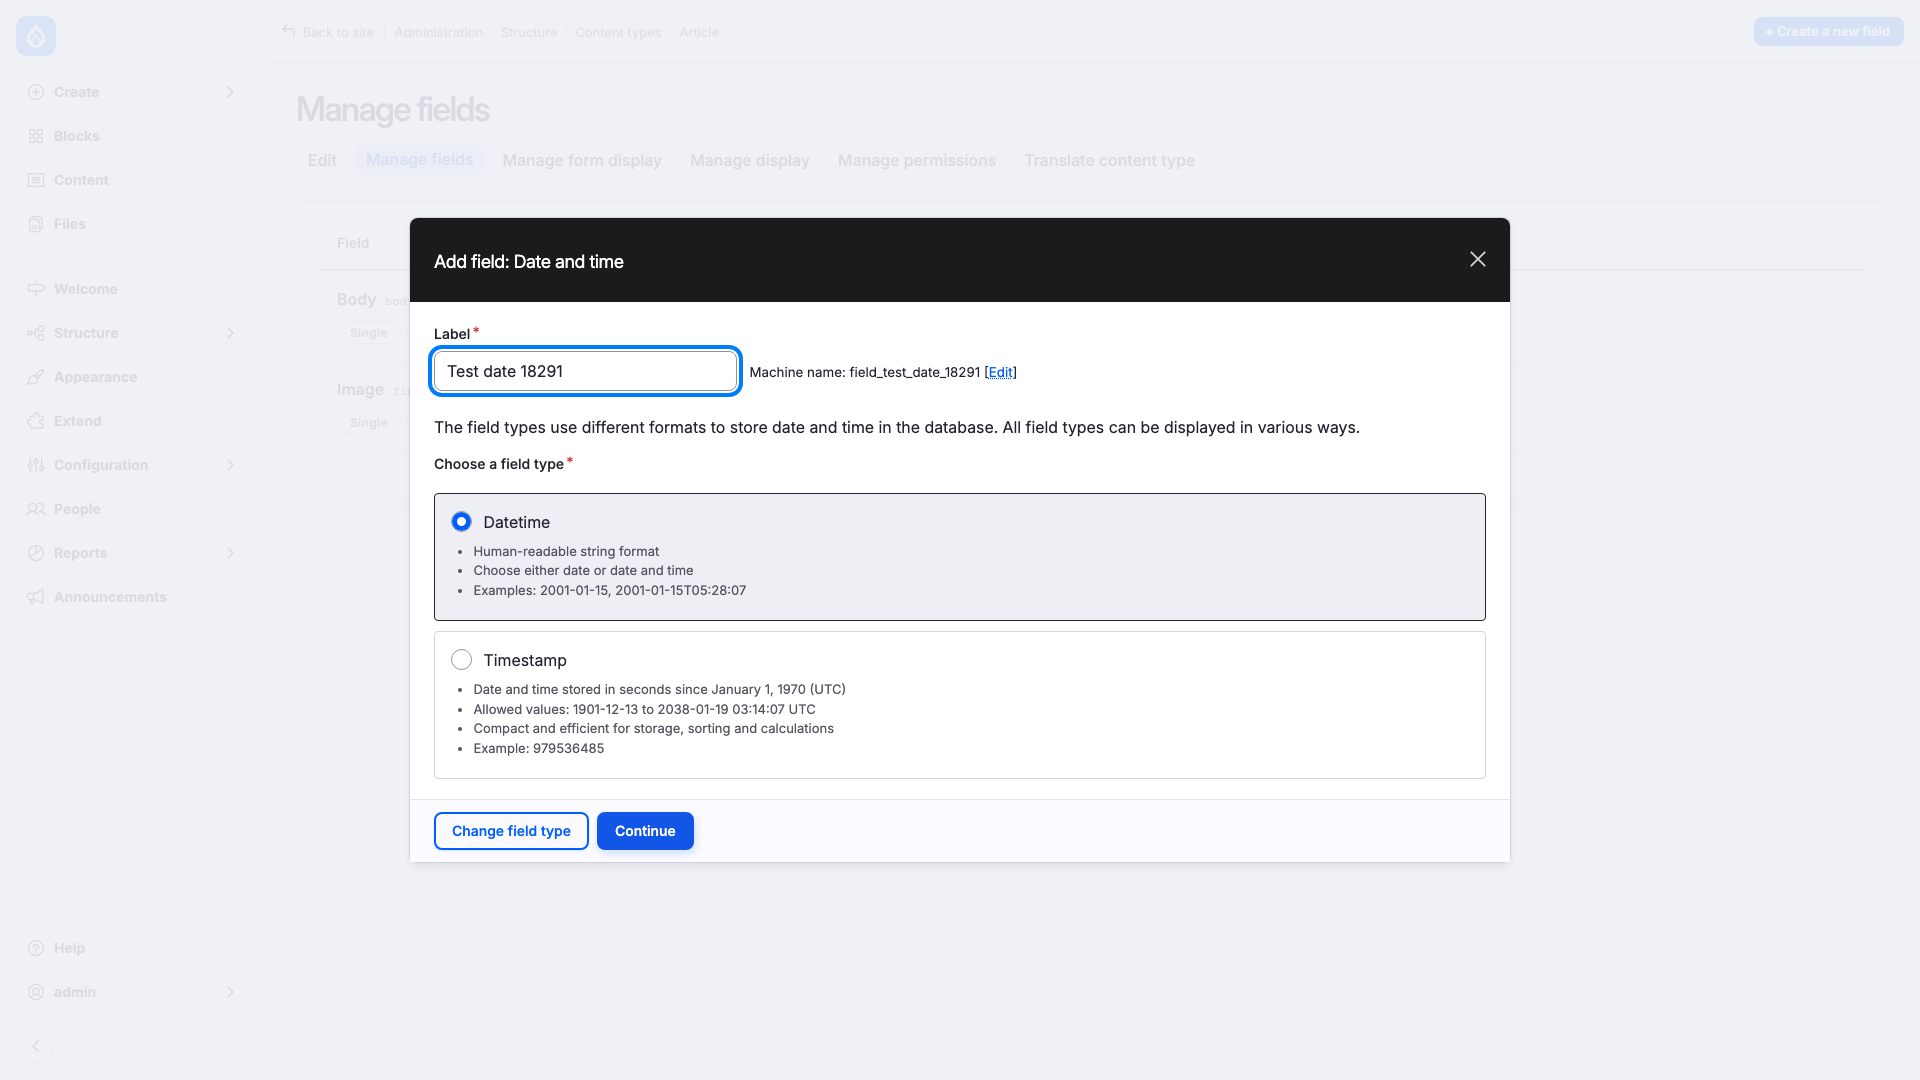 Back to site
Administration
Structure
Content types
Article
+ Create a new field
Create
Blocks
Content
Files
Welcome
Structure
Appearance
Extend
Configuration
People
Reports
Announcements
Help
admin
Manage fields
Edit
Manage fields
Manage form display
Manage display
Manage permissions
Translate content type
Field
Body
Single
Image
Single
Add field: Date and time
Label*
Test date 18291
Machine name: field_test_date_18291 [Edit]
The field types use different formats to store date and time in the database. All field types can be displayed in various ways.
Choose a field type*
Datetime
• Human-readable string format
• Choose either date or date and time
• Examples: 2001-01-15, 2001-01-15T05:28:07
Timestamp
• Date and time stored in seconds since January 1, 1970 (UTC)
• Allowed values: 1901-12-13 to 2038-01-19 03:14:07 UTC
• Compact and efficient for storage, sorting and calculations
• Example: 979536485
Change field type
Continue